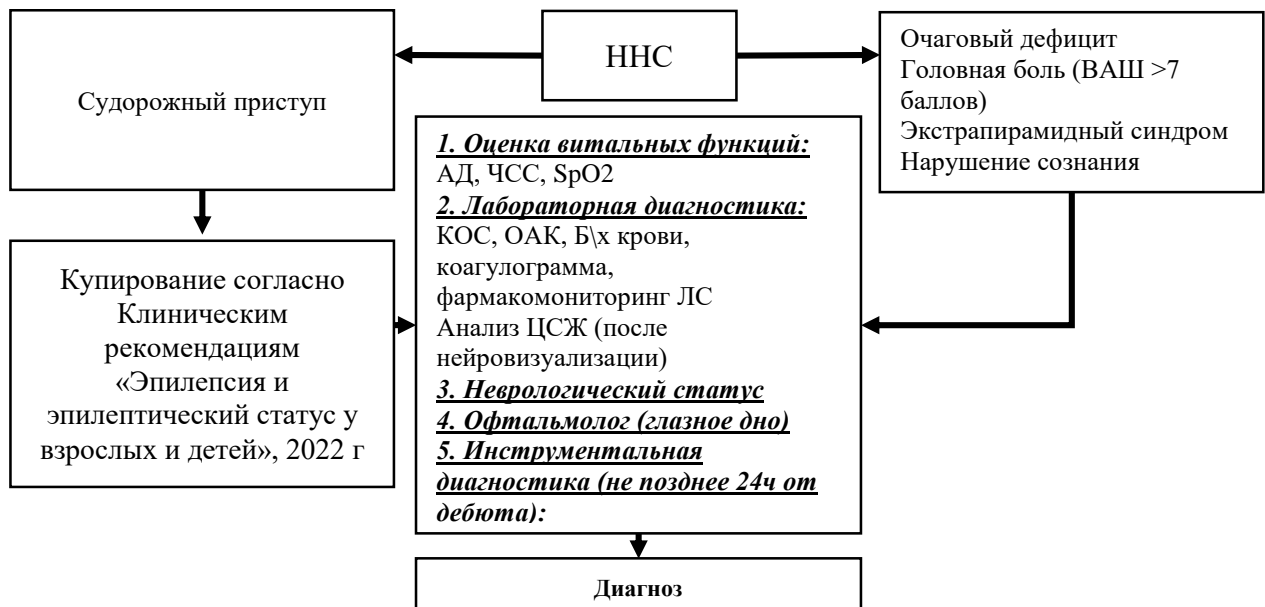 ННС
Судорожный приступ
Очаговый дефицит
Головная боль (ВАШ >7
баллов)
Экстрапирамидный синдром
Нарушение сознания
Купирование согласно
Клиническим
рекомендациям
«Эпилепсия и
эпилептический статус у
взрослых и детей», 2022 г
1. Оценка витальных функций:
АД, ЧСС, SpO2
2. Лабораторная диагностика:
КОС, ОАК, Б\х крови,
коагулограмма,
фармакомониторинг ЛС
Анализ ЦСЖ (после
нейровизуализации)
3. Неврологический статус
4. Офтальмолог (глазное дно)
5. Инструментальная
диагностика (не позднее 24ч от
дебюта):
Диагноз